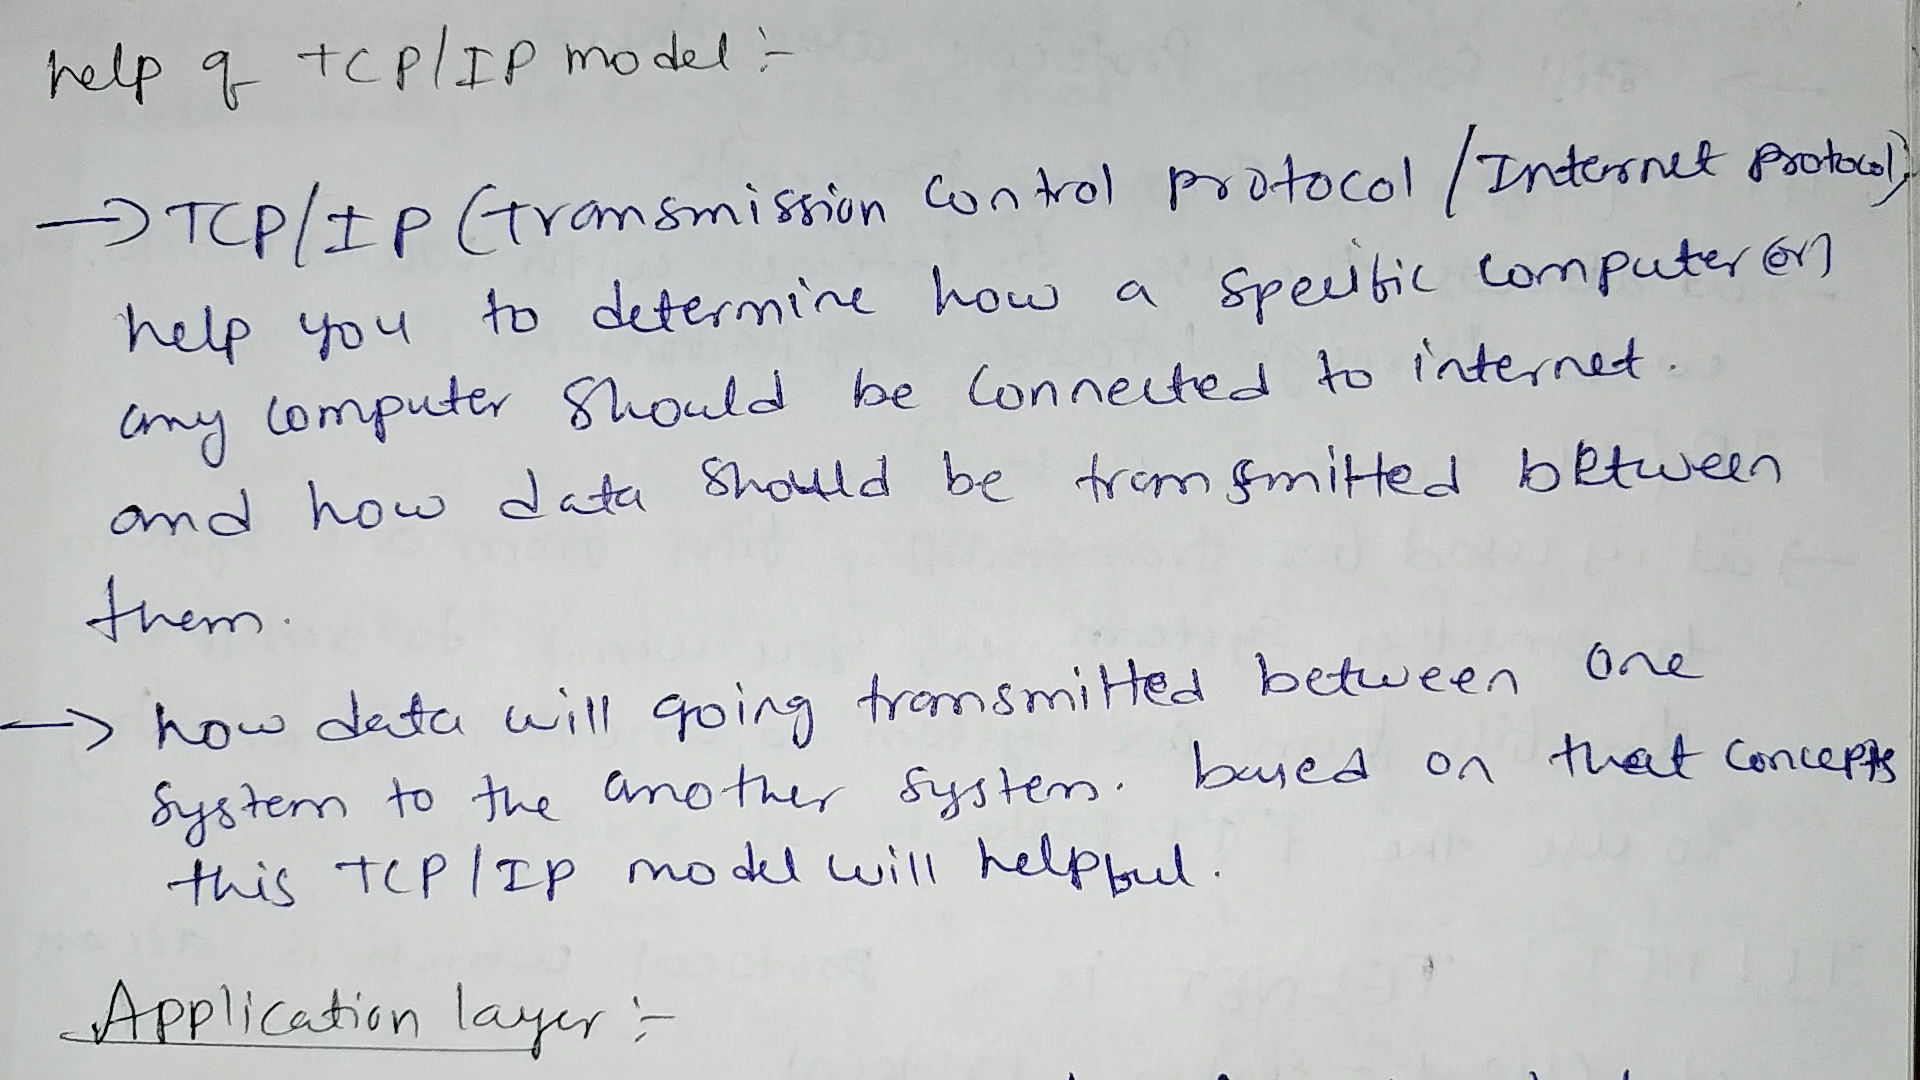 help of TCP/IP model :-
→ TCP/IP (transmission control protocol / Internet protocol)
help you to determine how a specific computer (or)
any computer should be connected to internet.
and how data should be transmitted between
them.
→ how data will going transmitted between one
system to the another system. based on that concepts
this TCP/IP model will helpful.
Application layer :-